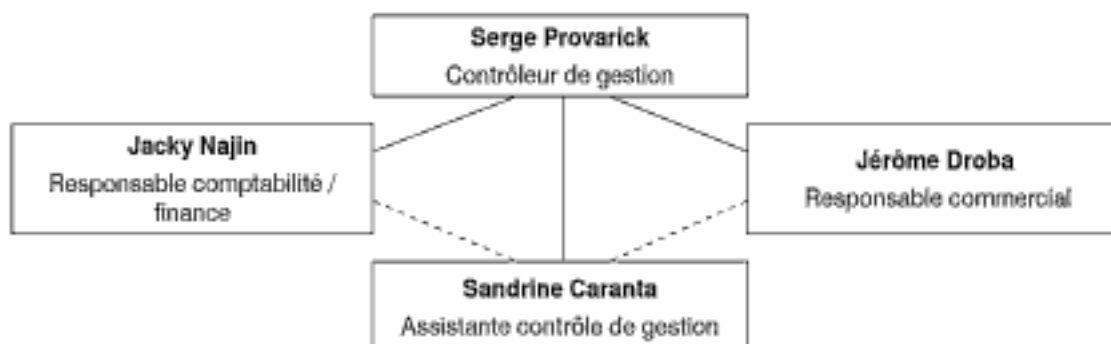 Serge Provarick
Contrôleur de gestion
Jacky Najin
Responsable comptabilité /
finance
Jérôme Droba
Responsable commercial
Sandrine Caranta
Assistante contrôle de gestion